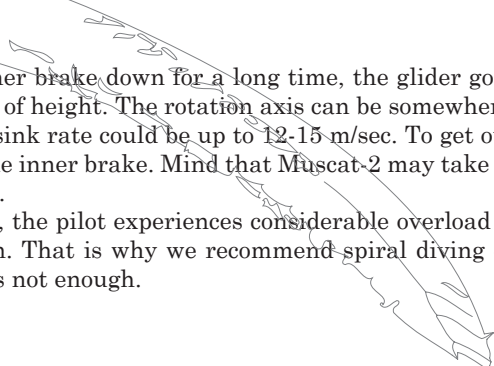 er brake down for a long time, the glider go
of height. The rotation axis can be somewher
sink rate could be up to 12-15 m/sec. To get o
e inner brake. Mind that Muscat-2 may take
.
, the pilot experiences considerable overload
n. That is why we recommend spiral diving
s not enough.